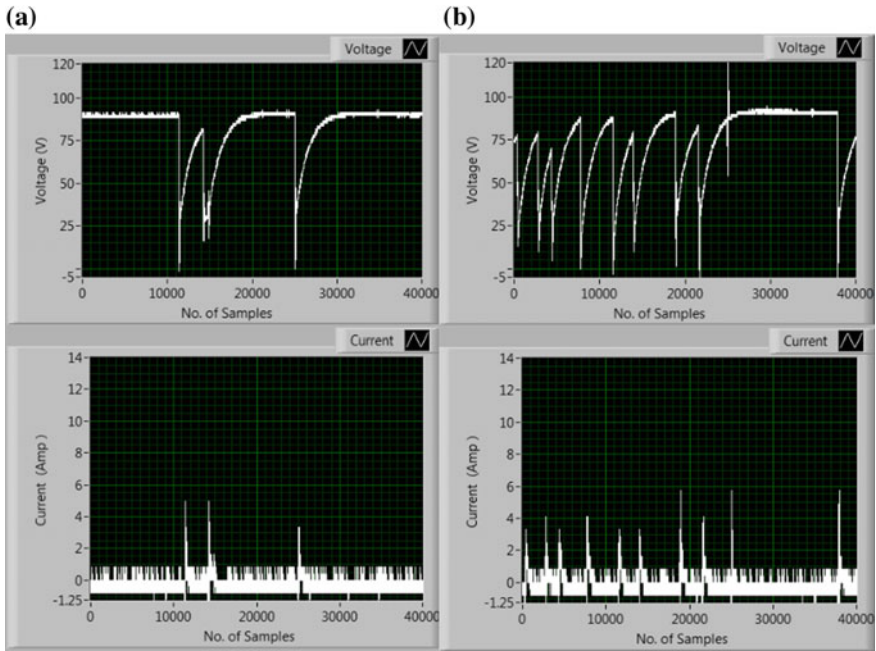 (a)
Voltage
120
100
75
50
25
-5
Voltage (V)
0 10000 20000 30000 40000
No. of Samples
Current
14
12
10
8
6
4
2
0
-1.25
Current (Amp )
0 10000 20000 30000 40000
No. of Samples
(b)
Voltage
120
100
75
50
25
-5
Voltage (V)
0 10000 20000 30000 40000
No. of Samples
Current
14
12
10
8
6
4
2
0
-1.25
Current (Amp )
0 10000 20000 30000 40000
No. of Samples